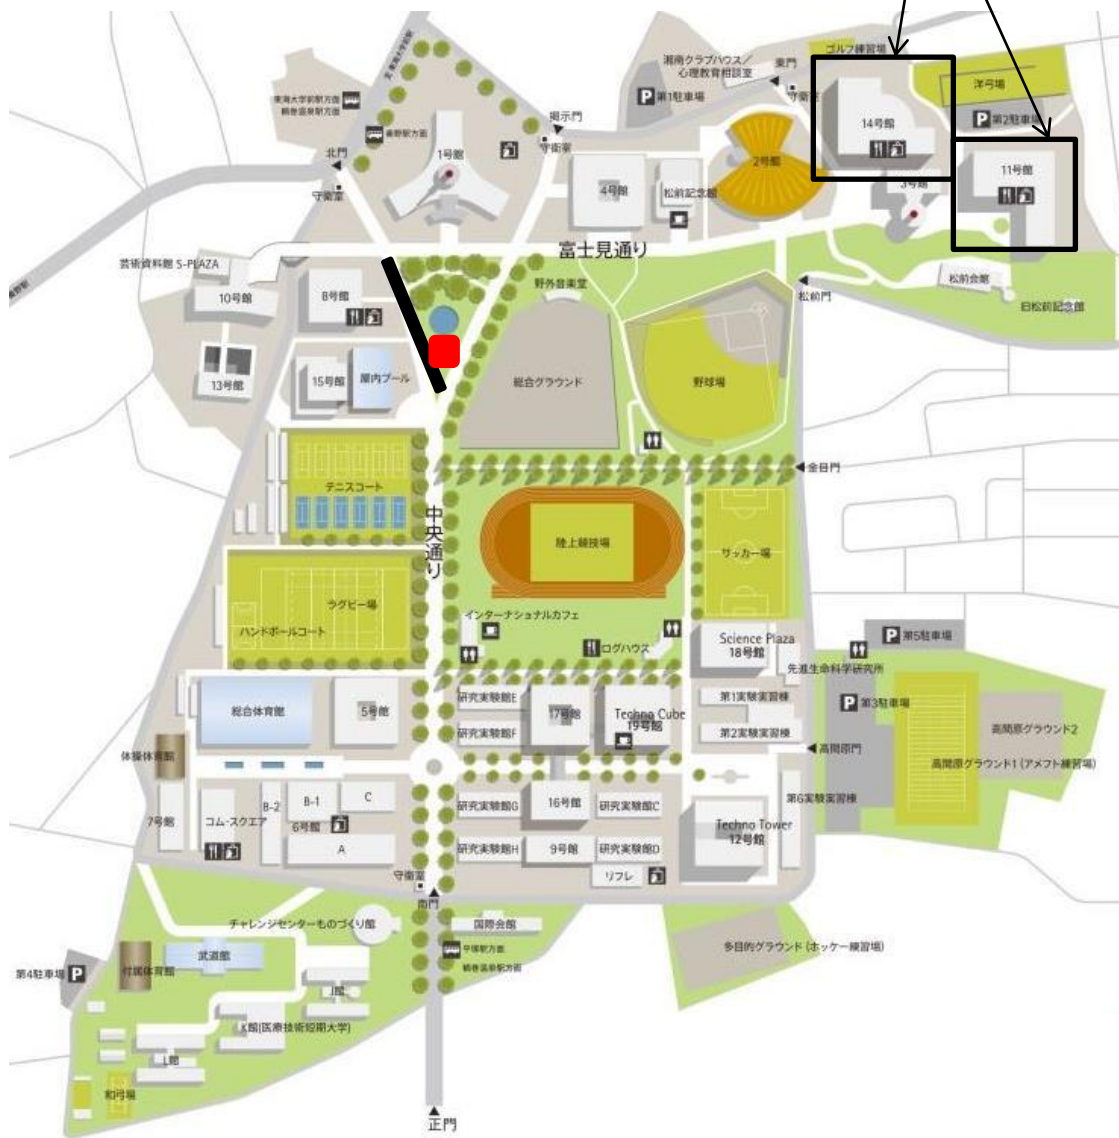 至 東海大学前駅
湘南クラブハウス／
心理教育相談室
東門
ゴルフ練習場
守衛室
洋弓場
東海大学前駅方面
鶴巻温泉駅方面
P 第1駐車場
秦野駅方面
掲示門
守衛室
14号館
P 第2駐車場
北門
守衛室
1号館
4号館
松前記念館
2号館
3号館
11号館
富士見通り
芸術資料館 S-PLAZA
10号館
8号館
野外音楽堂
松前門
松前会館
旧松前記念館
13号館
15号館
屋内プール
総合グラウンド
野球場
金目門
テニスコート
中央通り
陸上競技場
サッカー場
ラグビー場
ハンドボールコート
インターナショナルカフェ
ログハウス
Science Plaza
18号館
P 第5駐車場
先進生命科学研究所
総合体育館
5号館
研究実験館E
17号館
Techno Cube
19号館
第1実験実習棟
P 第3駐車場
研究実験館F
第2実験実習棟
高間原グラウンド2
体操体育館
高間原門
高間原グラウンド1 (アメフト練習場)
7号館
コム・スクエア
B-2
B-1
C
6号館
A
研究実験館G
16号館
研究実験館C
第6実験実習棟
Techno Tower
12号館
研究実験館H
9号館
研究実験館D
リフレ
守衛室
南門
チャレンジセンターものづくり館
国際会館
平塚駅方面
鶴巻温泉駅方面
多目的グラウンド (ホッケー練習場)
第4駐車場 P
付属体育館
武道館
J館
K館(医療技術短期大学)
L館
和弓場
正門